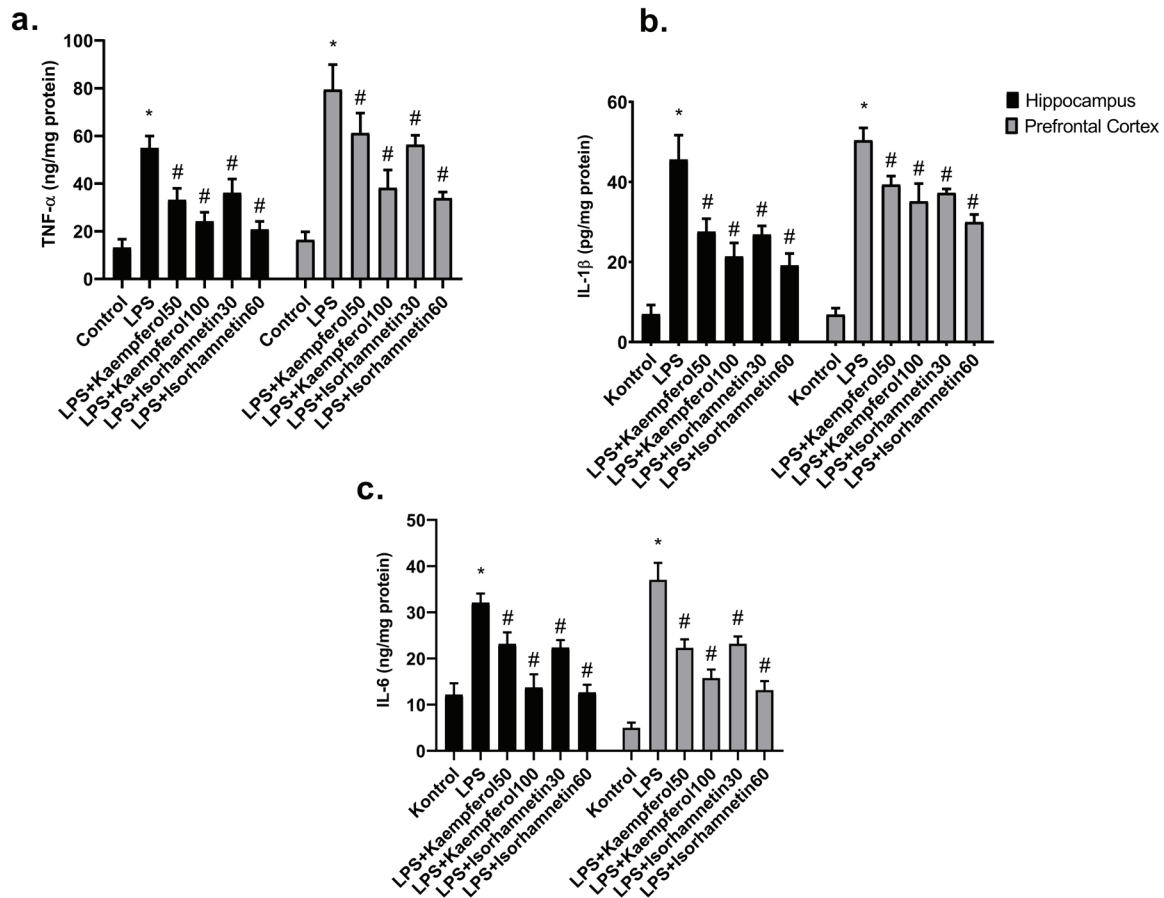 a.
TNF-α (ng/mg protein)
100
80
60
40
20
0
*
#
#
#
#
*
#
#
#
#
Control
LPS
LPS+Kaempferol50
LPS+Kaempferol100
LPS+Isorhamnetin30
LPS+Isorhamnetin60
Control
LPS
LPS+Kaempferol50
LPS+Kaempferol100
LPS+Isorhamnetin30
LPS+Isorhamnetin60
b.
IL-1β (pg/mg protein)
60
40
20
0
*
#
#
#
#
*
#
#
#
#
Kontrol
LPS
LPS+Kaempferol50
LPS+Kaempferol100
LPS+Isorhamnetin30
LPS+Isorhamnetin60
Kontrol
LPS
LPS+Kaempferol50
LPS+Kaempferol100
LPS+Isorhamnetin30
LPS+Isorhamnetin60
Hippocampus
Prefrontal Cortex
c.
IL-6 (ng/mg protein)
50
40
30
20
10
0
*
#
#
#
#
*
#
#
#
#
Kontrol
LPS
LPS+Kaempferol50
LPS+Kaempferol100
LPS+Isorhamnetin30
LPS+Isorhamnetin60
Kontrol
LPS
LPS+Kaempferol50
LPS+Kaempferol100
LPS+Isorhamnetin30
LPS+Isorhamnetin60